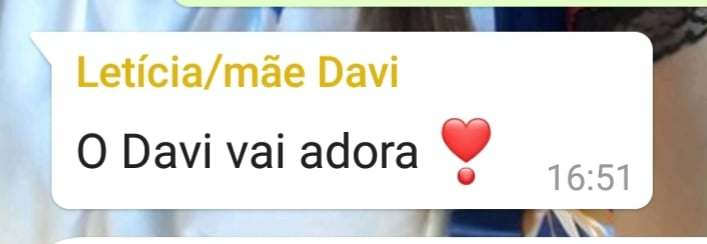 Letícia/mãe Davi
O Davi vai adora ❣️
16:51